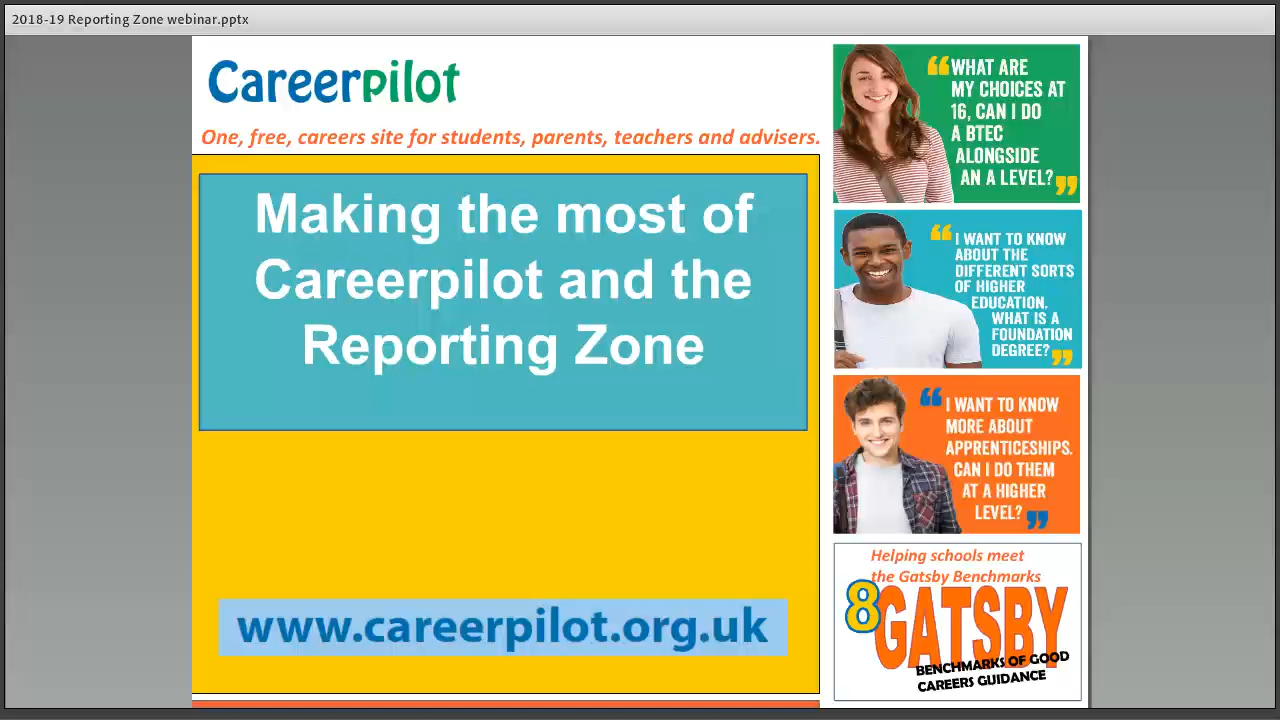 2018-19 Reporting Zone webinar.pptx
Careerpilot
One, free, careers site for students, parents, teachers and advisers.
Making the most of
Careerpilot and the
Reporting Zone
www.careerpilot.org.uk
“WHAT ARE
MY CHOICES AT
16, CAN I DO
A BTEC
ALONGSIDE
AN A LEVEL?”
“I WANT TO KNOW
ABOUT THE
DIFFERENT SORTS
OF HIGHER
EDUCATION.
WHAT IS A
FOUNDATION
DEGREE?”
“I WANT TO KNOW
MORE ABOUT
APPRENTICESHIPS.
CAN I DO THEM
AT A HIGHER
LEVEL?”
Helping schools meet
the Gatsby Benchmarks
8 GATSBY
BENCHMARKS OF GOOD
CAREERS GUIDANCE